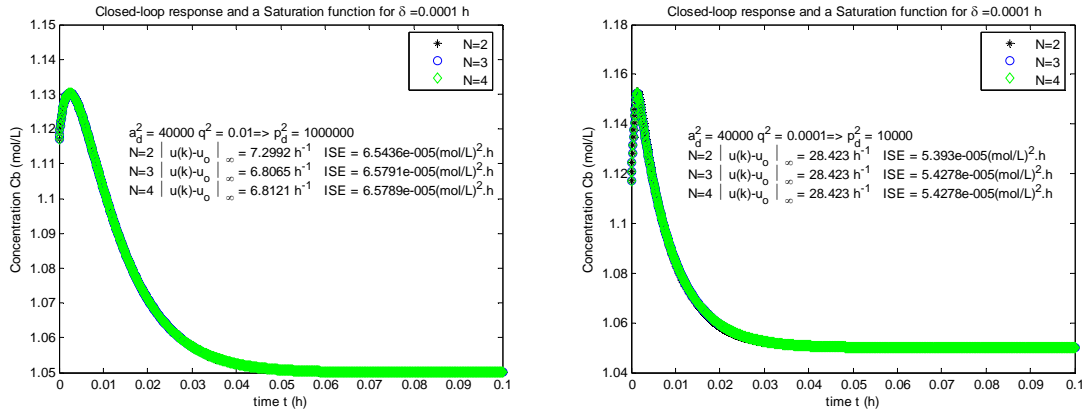 Closed-loop response and a Saturation function for δ =0.0001 h
1.15
1.14
1.13
1.12
1.11
1.1
1.09
1.08
1.07
1.06
1.05
Concentration Cb (mol/L)
N=2
N=3
N=4
a_d^2 = 40000 q^2 = 0.01=> p_d^2 = 1000000
N=2 | u(k)-u_o |_∞ = 7.2992 h^-1 ISE = 6.5436e-005(mol/L)^2.h
N=3 | u(k)-u_o |_∞ = 6.8065 h^-1 ISE = 6.5791e-005(mol/L)^2.h
N=4 | u(k)-u_o |_∞ = 6.8121 h^-1 ISE = 6.5789e-005(mol/L)^2.h
0 0.01 0.02 0.03 0.04 0.05 0.06 0.07 0.08 0.09 0.1
time t (h)
Closed-loop response and a Saturation function for δ =0.0001 h
1.18
1.16
1.14
1.12
1.1
1.08
1.06
1.04
Concentration Cb (mol/L)
N=2
N=3
N=4
a_d^2 = 40000 q^2 = 0.0001=> p_d^2 = 10000
N=2 | u(k)-u_o |_∞ = 28.423 h^-1 ISE = 5.393e-005(mol/L)^2.h
N=3 | u(k)-u_o |_∞ = 28.423 h^-1 ISE = 5.4278e-005(mol/L)^2.h
N=4 | u(k)-u_o |_∞ = 28.423 h^-1 ISE = 5.4278e-005(mol/L)^2.h
0 0.01 0.02 0.03 0.04 0.05 0.06 0.07 0.08 0.09 0.1
time t (h)